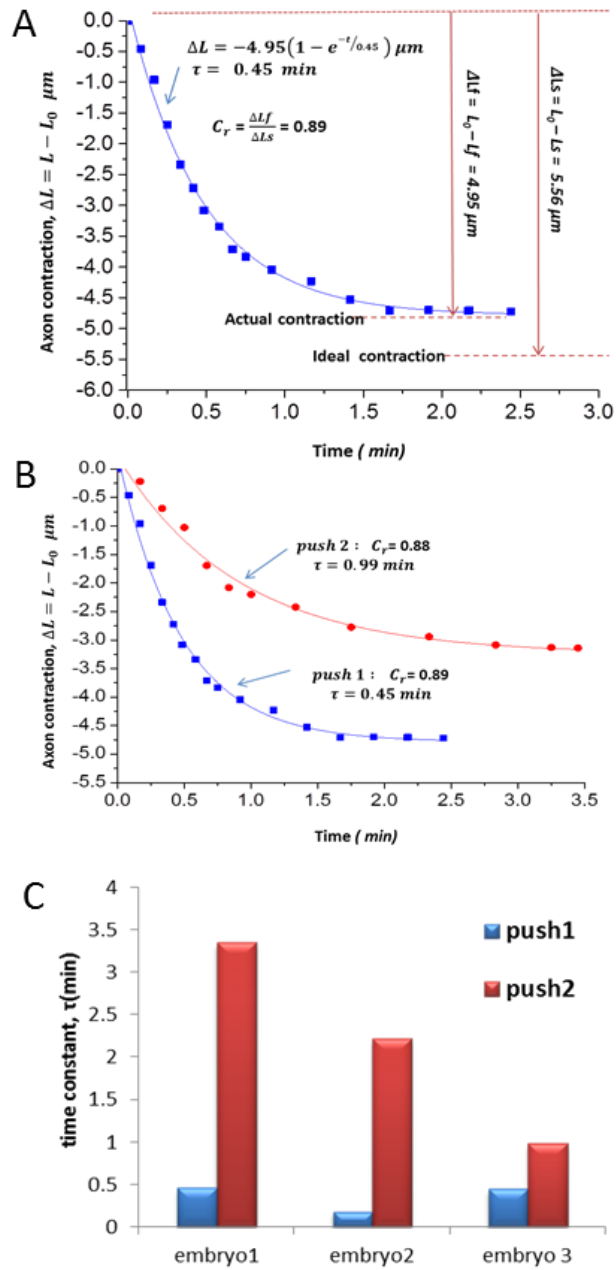 A
ΔL = −4.95(1 − e^{−t/0.45}) μm
τ = 0.45 min
C_r = ΔLf/ΔLs = 0.89
ΔLf = L_0 − Lf = 4.95 μm
ΔLs = L_0 − Ls = 5.56 μm
Actual contraction
Ideal contraction
Axon contraction, ΔL = L − L_0 μm
0.0
-0.5
-1.0
-1.5
-2.0
-2.5
-3.0
-3.5
-4.0
-4.5
-5.0
-5.5
-6.0
0.0 0.5 1.0 1.5 2.0 2.5 3.0
Time ( min)
B
push 2 : C_r = 0.88
τ = 0.99 min
push 1 : C_r = 0.89
τ = 0.45 min
Axon contraction, ΔL = L − L_0 μm
0.0
-0.5
-1.0
-1.5
-2.0
-2.5
-3.0
-3.5
-4.0
-4.5
-5.0
-5.5
0.0 0.5 1.0 1.5 2.0 2.5 3.0 3.5
Time ( min)
C
push1
push2
time constant, τ(min)
4
3.5
3
2.5
2
1.5
1
0.5
0
embryo1 embryo2 embryo 3